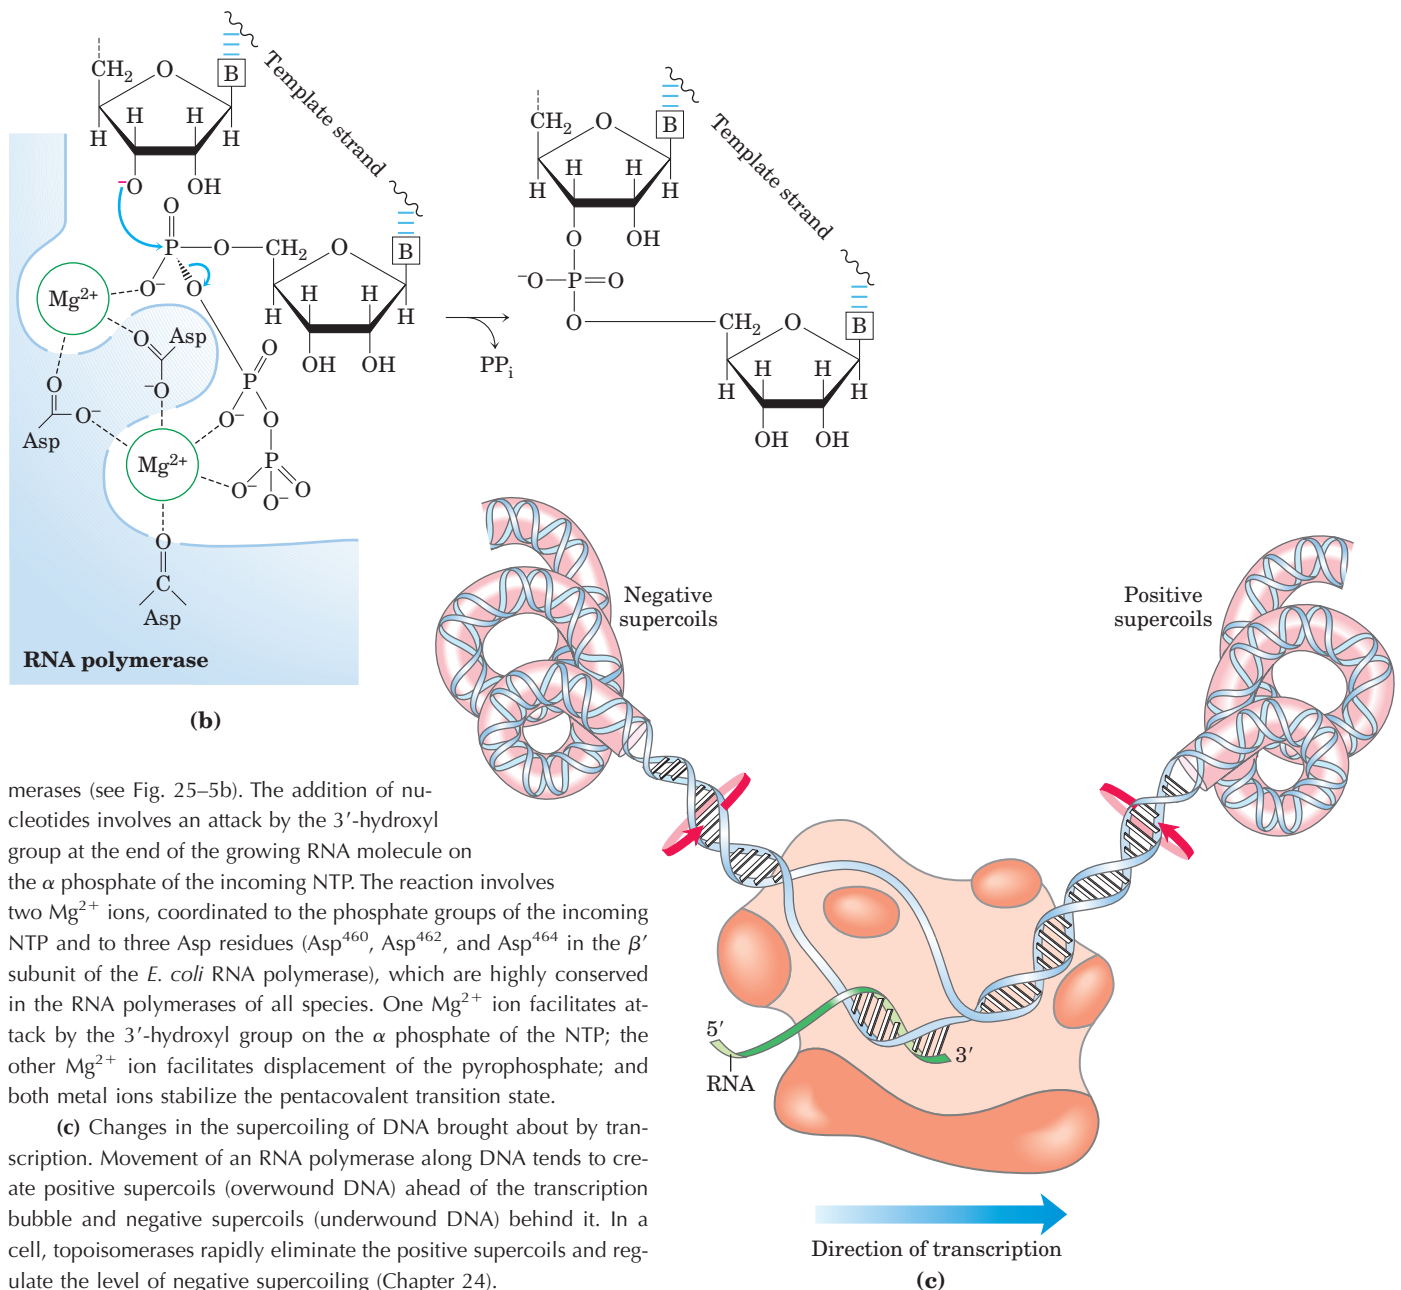 CH2 O B
H H
H H
⁻O OH
Template strand
O
P O CH2 O B
O⁻ O
Mg2+
H H
H H
OH OH
O Asp
O P O
O⁻ ⁻O
Asp O⁻ O
Mg2+ P
O⁻ O
O⁻
O
C
Asp
RNA polymerase
(b)
PPi
CH2 O B
H H
H H
O OH
Template strand
⁻O—P=O
O CH2 O B
H H
H H
OH OH
Negative
supercoils
Positive
supercoils
5′
RNA
3′
Direction of transcription
(c)
merases (see Fig. 25–5b). The addition of nu-
cleotides involves an attack by the 3′-hydroxyl
group at the end of the growing RNA molecule on
the α phosphate of the incoming NTP. The reaction involves
two Mg2+ ions, coordinated to the phosphate groups of the incoming
NTP and to three Asp residues (Asp460, Asp462, and Asp464 in the β′
subunit of the E. coli RNA polymerase), which are highly conserved
in the RNA polymerases of all species. One Mg2+ ion facilitates at-
tack by the 3′-hydroxyl group on the α phosphate of the NTP; the
other Mg2+ ion facilitates displacement of the pyrophosphate; and
both metal ions stabilize the pentacovalent transition state.
(c) Changes in the supercoiling of DNA brought about by tran-
scription. Movement of an RNA polymerase along DNA tends to cre-
ate positive supercoils (overwound DNA) ahead of the transcription
bubble and negative supercoils (underwound DNA) behind it. In a
cell, topoisomerases rapidly eliminate the positive supercoils and reg-
ulate the level of negative supercoiling (Chapter 24).